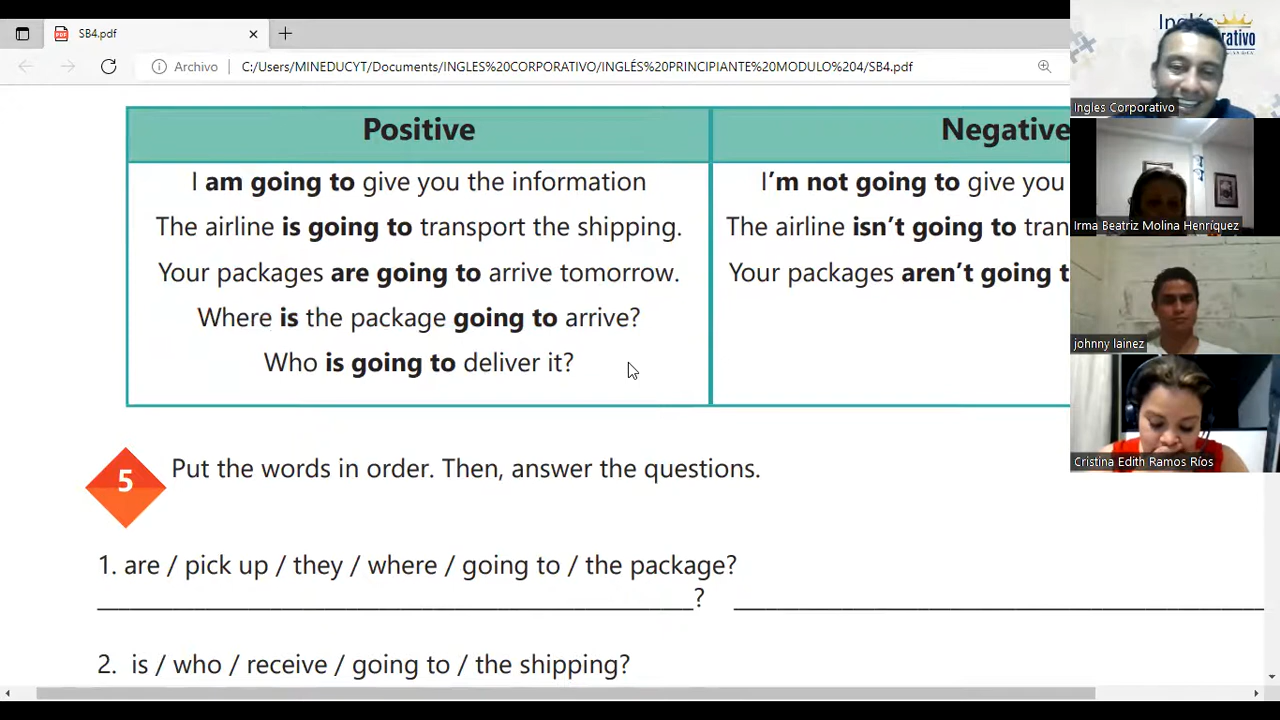 SB4.pdf
Archivo C:/Users/MINEDUCYT/Documents/INGLES%20CORPORATIVO/INGLÉS%20PRINCIPIANTE%20MODULO%204/SB4.pdf
Positive
I am going to give you the information
The airline is going to transport the shipping.
Your packages are going to arrive tomorrow.
Where is the package going to arrive?
Who is going to deliver it?
Negative
I'm not going to give you
The airline isn't going to tran
Your packages aren't going t
5 Put the words in order. Then, answer the questions.
1. are / pick up / they / where / going to / the package?
?
2. is / who / receive / going to / the shipping?
Inglés
rativo
Ingles Corporativo
Irma Beatriz Molina Henríquez
johnny lainez
Cristina Edith Ramos Ríos